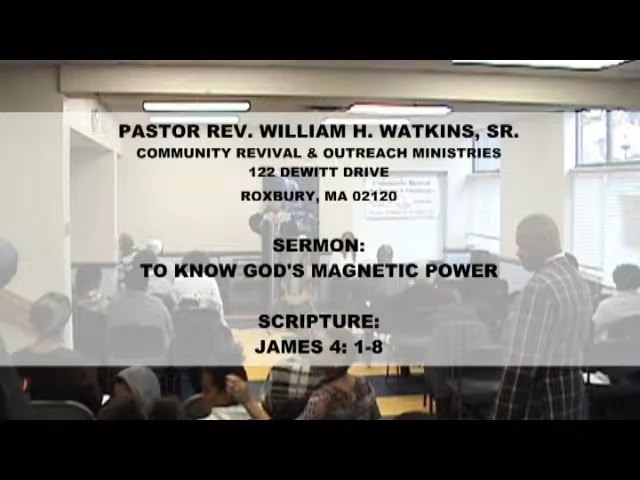 PASTOR REV. WILLIAM H. WATKINS, SR.
COMMUNITY REVIVAL & OUTREACH MINISTRIES
122 DEWITT DRIVE
ROXBURY, MA 02120
SERMON:
TO KNOW GOD'S MAGNETIC POWER
SCRIPTURE:
JAMES 4: 1-8